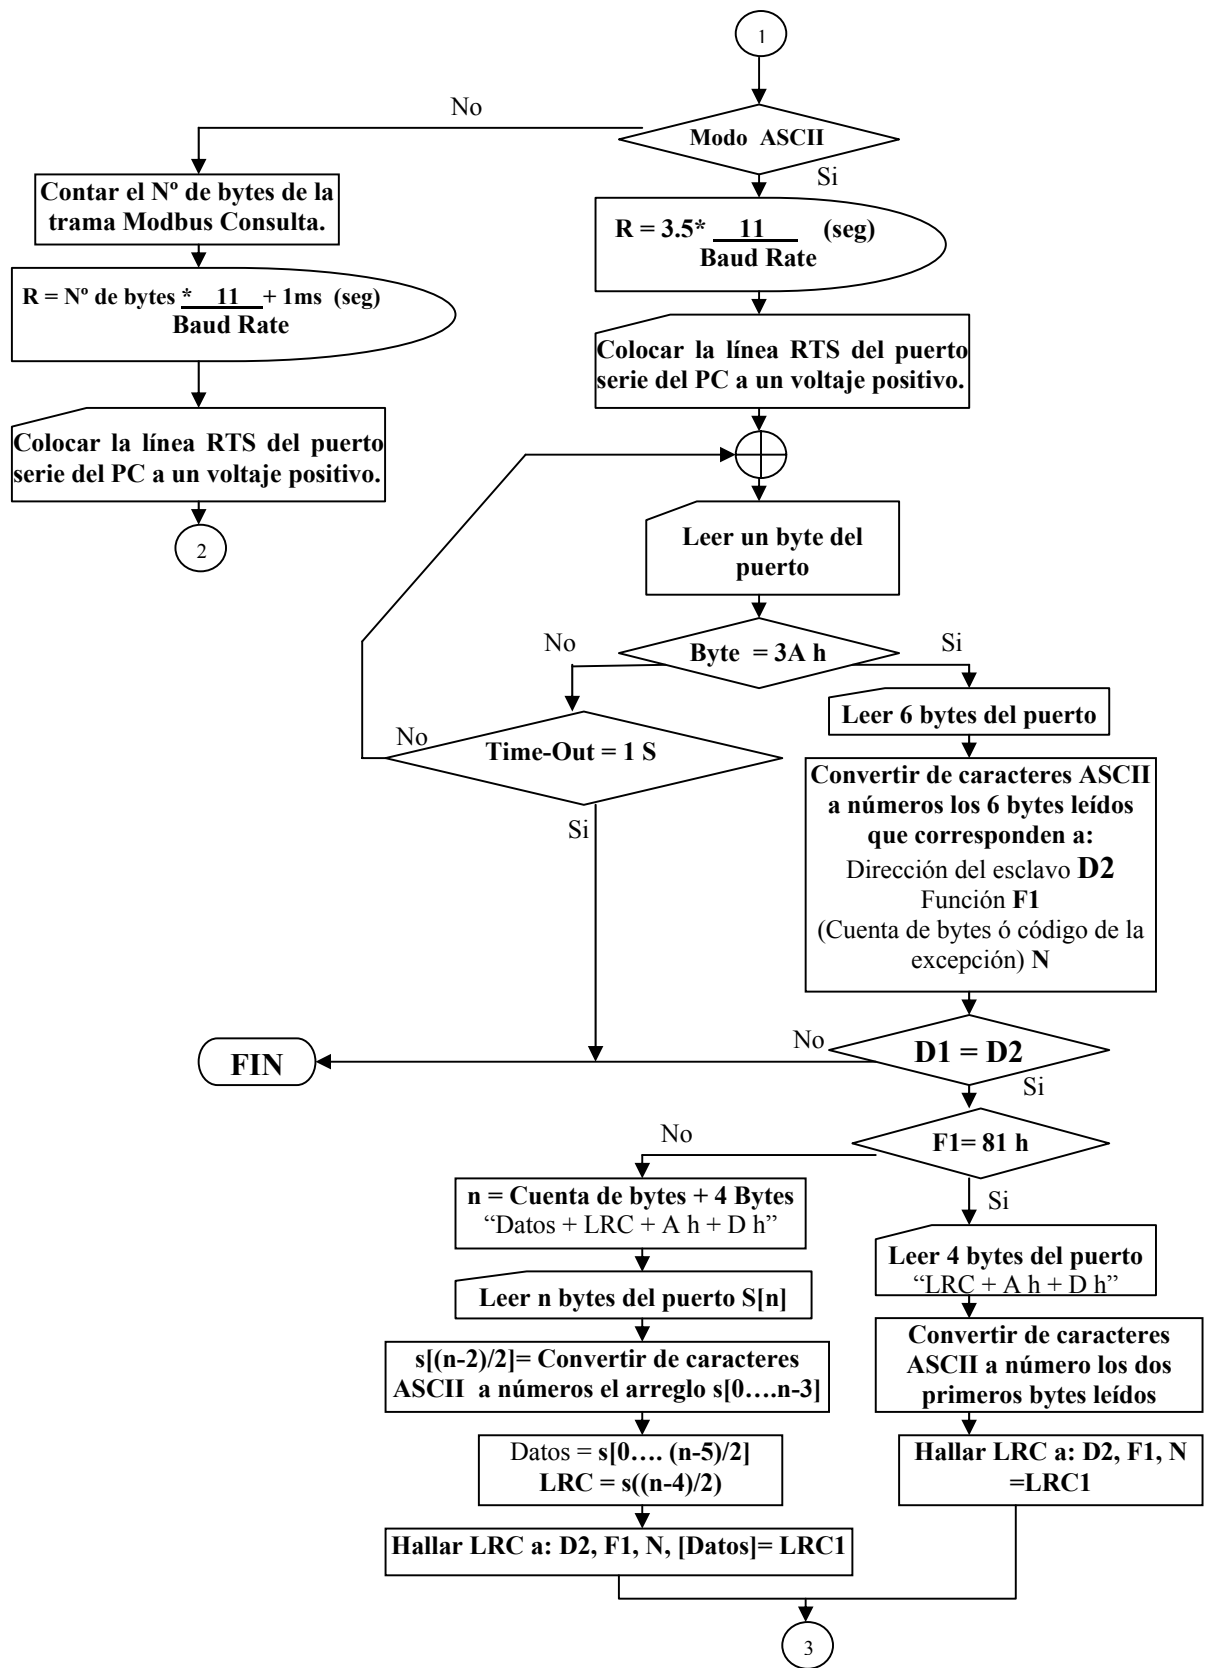 1
No
Modo ASCII
Si
Contar el Nº de bytes de la
trama Modbus Consulta.
R = 3.5* 11 (seg)
Baud Rate
R = Nº de bytes * 11 + 1ms (seg)
Baud Rate
Colocar la línea RTS del puerto
serie del PC a un voltaje positivo.
Colocar la línea RTS del puerto
serie del PC a un voltaje positivo.
2
Leer un byte del
puerto
No
Byte = 3A h
Si
Leer 6 bytes del puerto
No
Time-Out = 1 S
Si
Convertir de caracteres ASCII
a números los 6 bytes leídos
que corresponden a:
Dirección del esclavo D2
Función F1
(Cuenta de bytes ó código de la
excepción) N
No
D1 = D2
FIN
Si
No
F1= 81 h
Si
n = Cuenta de bytes + 4 Bytes
“Datos + LRC + A h + D h”
Leer 4 bytes del puerto
“LRC + A h + D h”
Leer n bytes del puerto S[n]
Convertir de caracteres
ASCII a número los dos
primeros bytes leídos
s[(n-2)/2]= Convertir de caracteres
ASCII a números el arreglo s[0….n-3]
Datos = s[0…. (n-5)/2]
LRC = s((n-4)/2)
Hallar LRC a: D2, F1, N
=LRC1
Hallar LRC a: D2, F1, N, [Datos]= LRC1
3